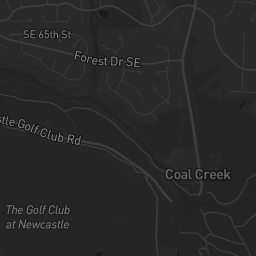 SE 65th St
Forest Dr SE
stle Golf Club Rd
Coal Creek
The Golf Club
at Newcastle